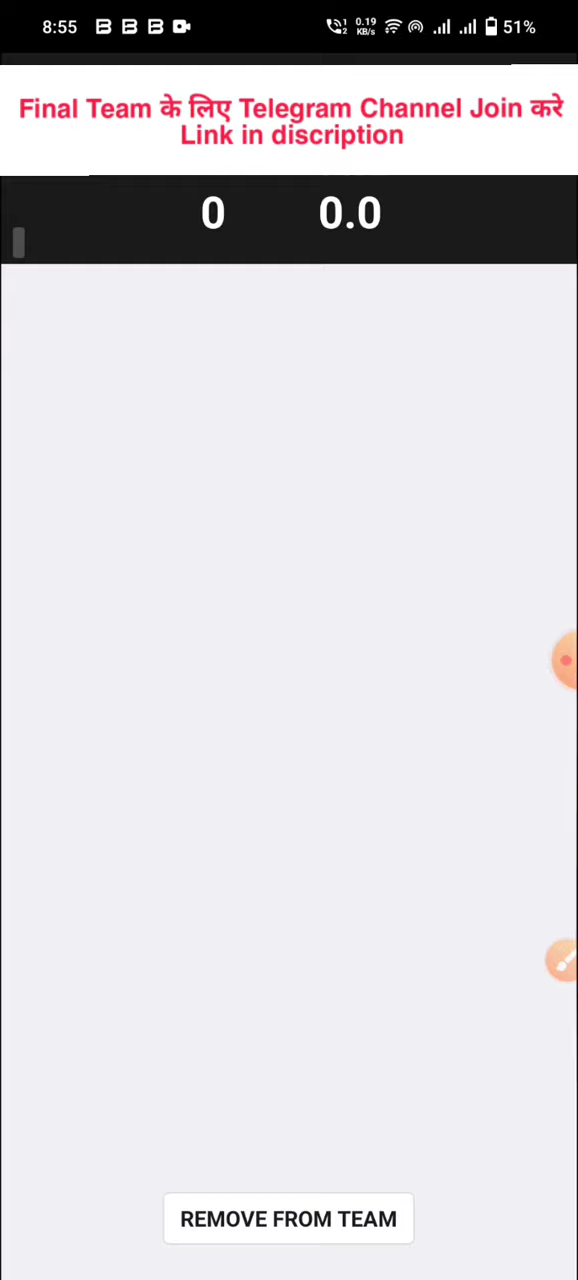 8:55
0.19
KB/s
51%
Final Team के लिए Telegram Channel Join करे
Link in discription
0 0.0
REMOVE FROM TEAM